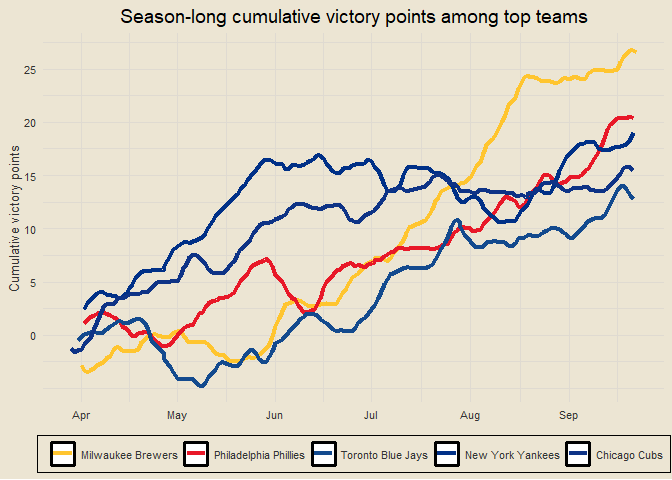 Season-long cumulative victory points among top teams
Cumulative victory points
25
20
15
10
5
0
Apr May Jun Jul Aug Sep
Milwaukee Brewers Philadelphia Phillies Toronto Blue Jays New York Yankees Chicago Cubs